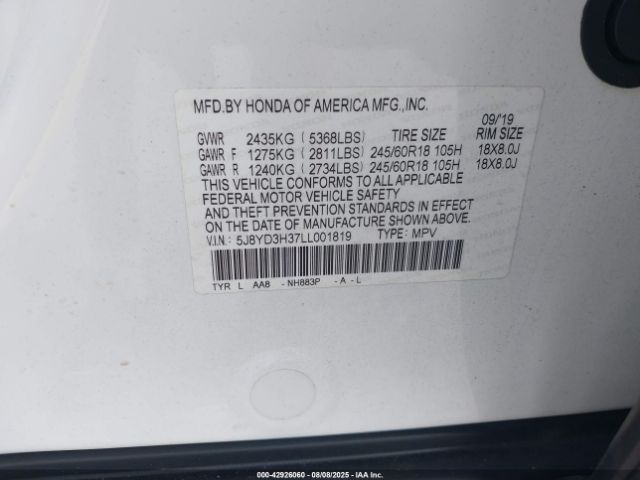 MFD.BY HONDA OF AMERICA MFG.,INC.
09/'19
GVWR 2435KG ( 5368LBS) TIRE SIZE RIM SIZE
GAWR F 1275KG ( 2811LBS) 245/60R18 105H 18X8.0J
GAWR R 1240KG ( 2734LBS) 245/60R18 105H 18X8.0J
THIS VEHICLE CONFORMS TO ALL APPLICABLE
FEDERAL MOTOR VEHICLE SAFETY
AND THEFT PREVENTION STANDARDS IN EFFECT
ON THE DATE OF MANUFACTURE SHOWN ABOVE.
V.I.N.: 5J8YD3H37LL001819 TYPE: MPV
TYR L AA8 - NH883P - A - L
000-42926060 - 08/08/2025 - IAA Inc.